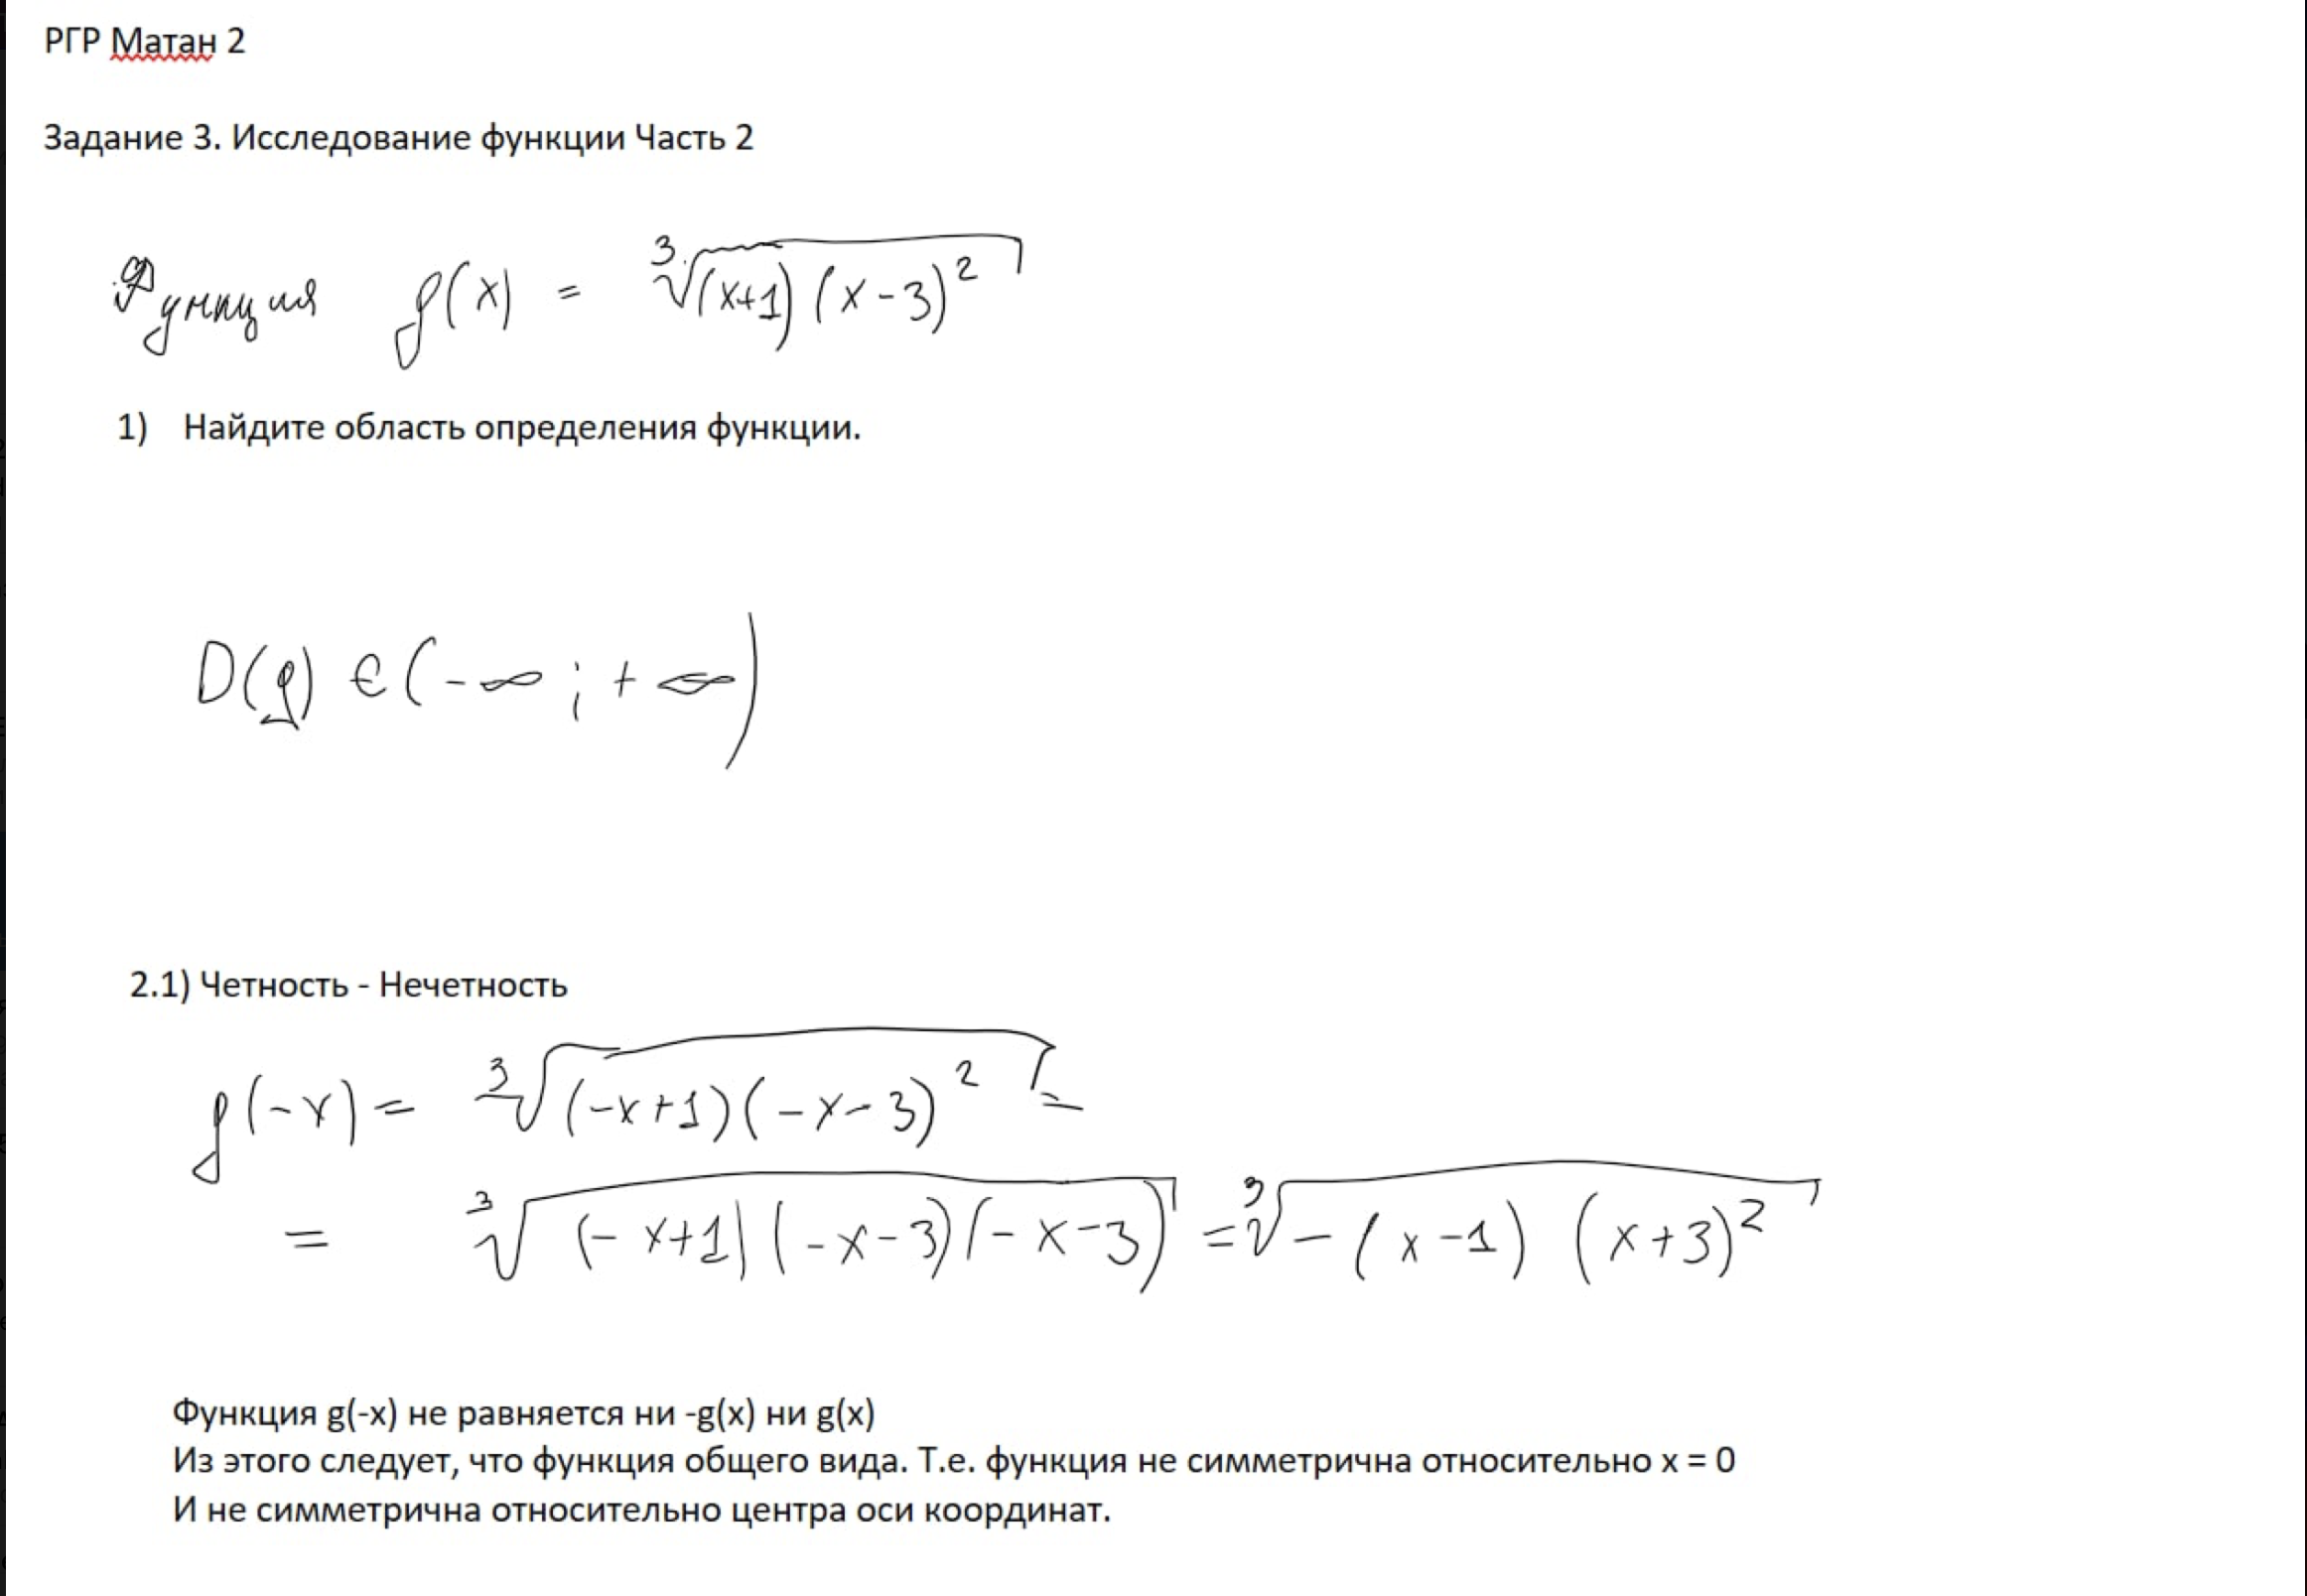 РГР Матан 2
Задание 3. Исследование функции Часть 2
Функция g(x) = ∛((x+1)(x-3)²)
1) Найдите область определения функции.
D(g) ∈ (-∞; +∞)
2.1) Четность - Нечетность
g(-x) = ∛((-x+1)(-x-3)²) =
= ∛((-x+1)(-x-3)(-x-3)) = ∛(-(x-1)(x+3)²)
Функция g(-x) не равняется ни -g(x) ни g(x)
Из этого следует, что функция общего вида. Т.е. функция не симметрична относительно x = 0
И не симметрична относительно центра оси координат.